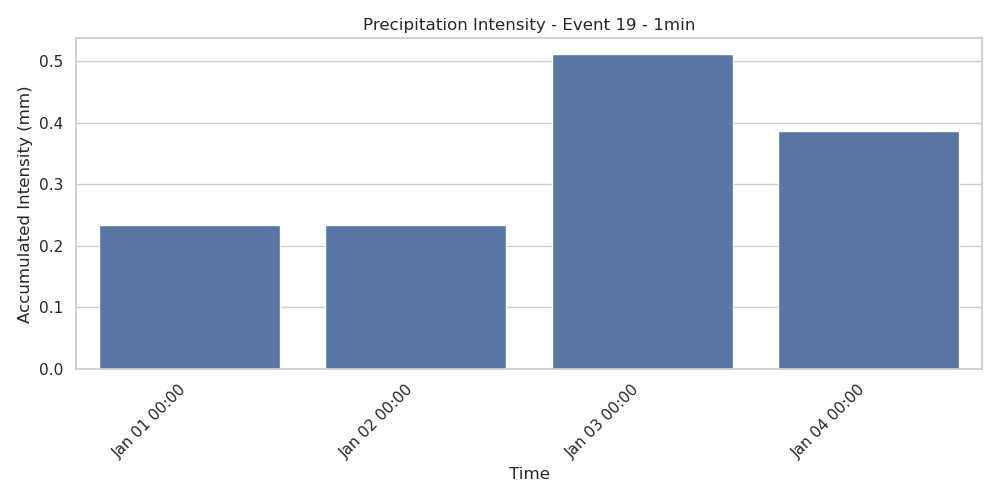 Precipitation Intensity - Event 19 - 1min
Accumulated Intensity (mm)
0.5
0.4
0.3
0.2
0.1
0.0
Jan 01 00:00
Jan 02 00:00
Jan 03 00:00
Jan 04 00:00
Time